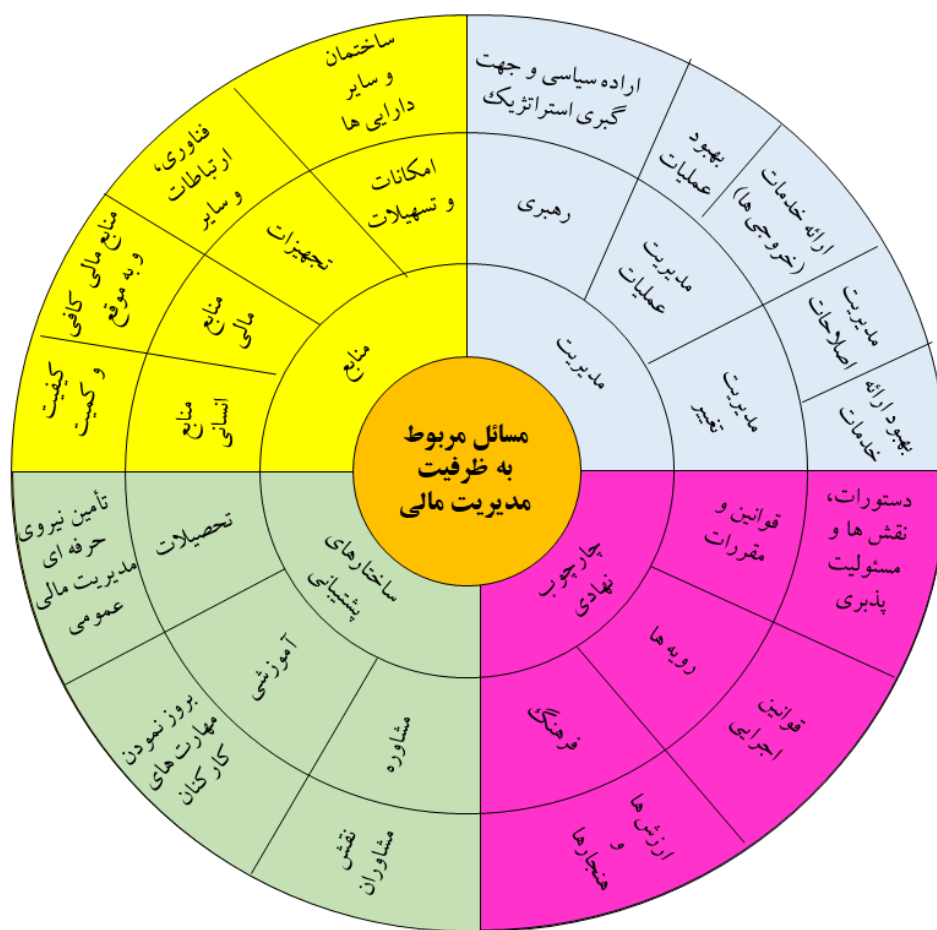 مسائل مربوط
به ظرفیت
مدیریت مالی
مدیریت
رهبری
مدیریت
عملیات
مدیریت
تغییر
اراده سیاسی و جهت
گیری استراتژیک
بهبود
عملیات
ارائه خدمات
(خروجی ها)
مدیریت
اصلاحات
بهبود ارائه
خدمات
چارچوب
نهادی
قوانین و
مقررات
رویه ها
فرهنگ
دستورات،
نقش ها و
مسئولیت
پذبری
قوانین
اجرایی
ارزش ها
و
هنجارها
ساختارهای
پشتیبانی
مشاوره
آموزشی
تحصیلات
نقش
مشاوران
بروز نمودن
مهارت های
کارکنان
تأمین نیروی
حرفه ای
مدیریت مالی
عمومی
منابع
منابع
انسانی
منابع
مالی
تجهیزات
امکانات
و تسهیلات
کیفیت
و کمیت
منابع مالی کافی
و به موقع
فناوری،
ارتباطات
و سایر
ساختمان
و سایر
دارایی ها